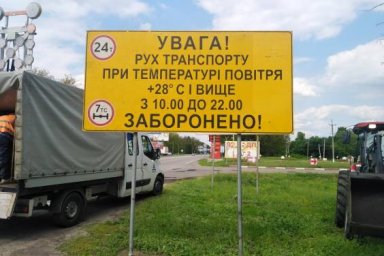 24т
УВАГА!
РУХ ТРАНСПОРТУ
ПРИ ТЕМПЕРАТУРІ ПОВІТРЯ
+28° С І ВИЩЕ
З 10.00 ДО 22.00
7тс
ЗАБОРОНЕНО!